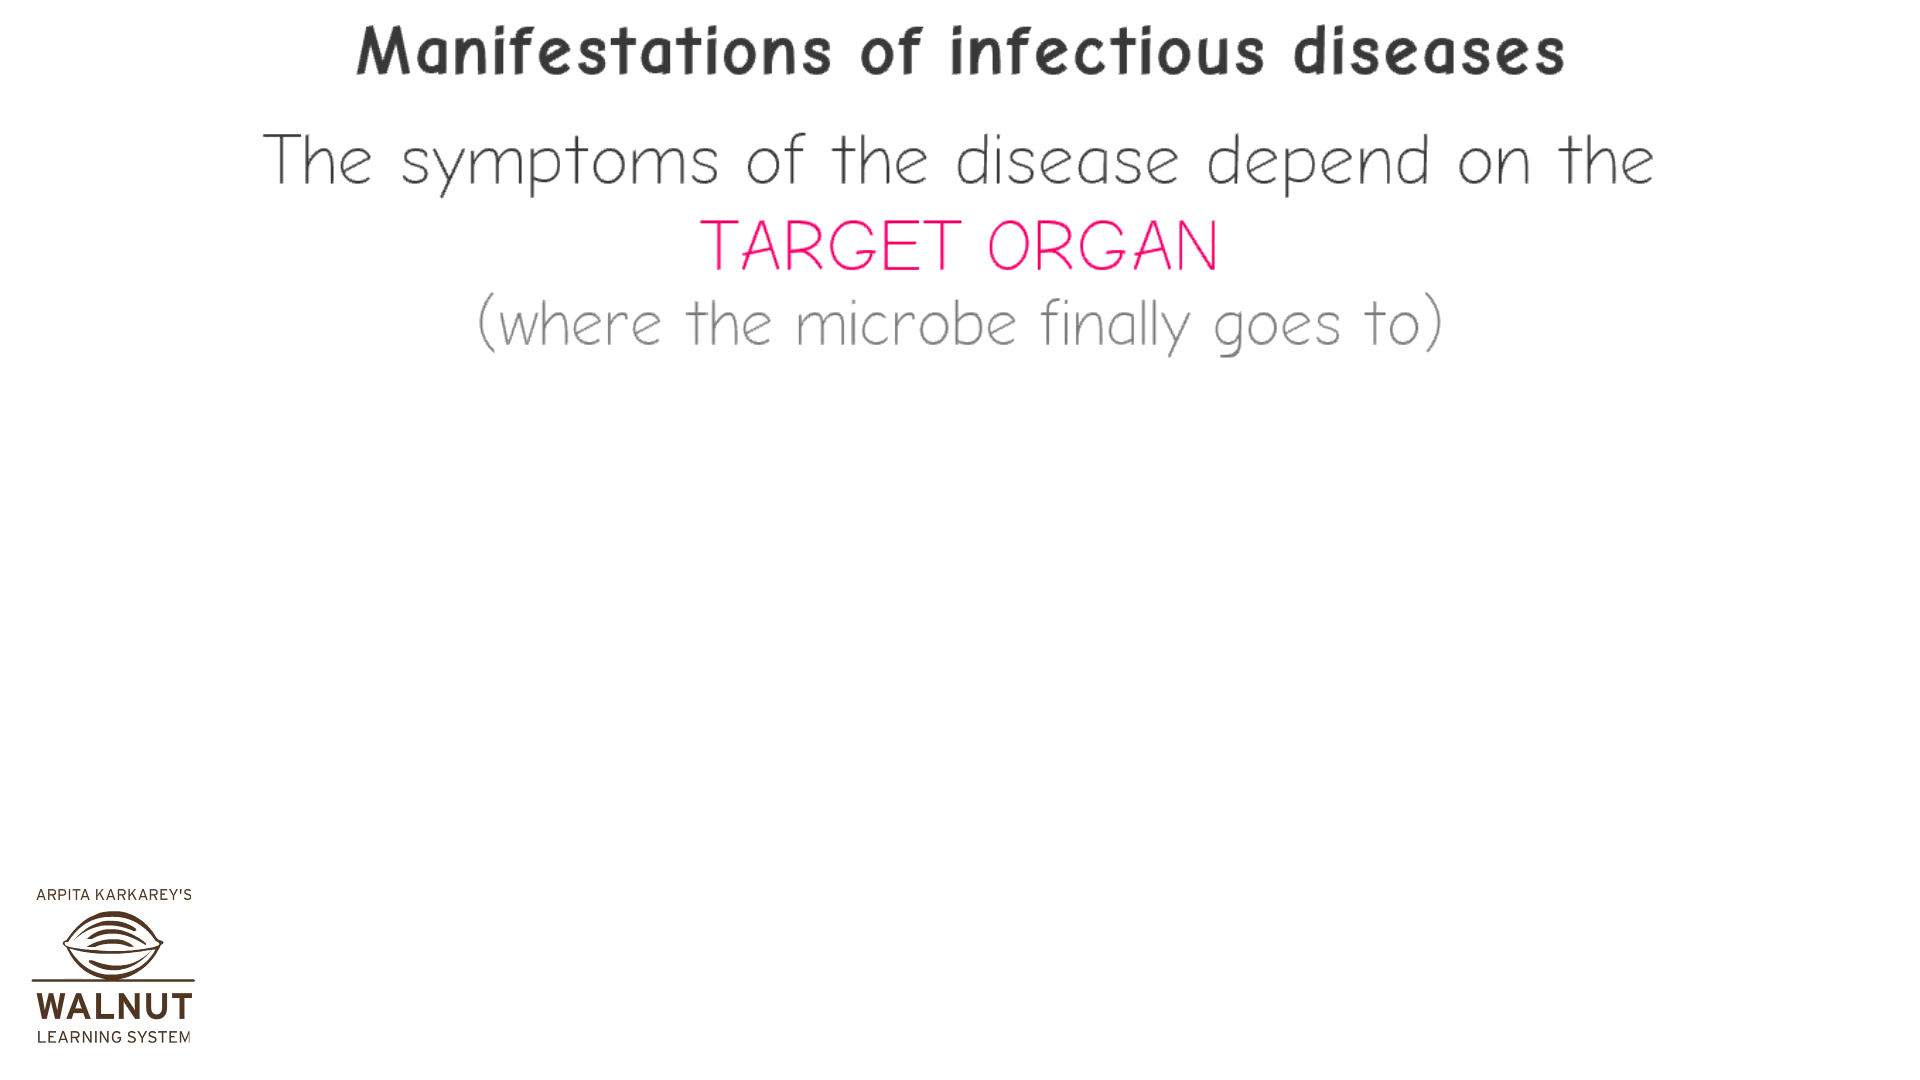 Manifestations of infectious diseases
The symptoms of the disease depend on the
TARGET ORGAN
(where the microbe finally goes to)
ARPITA KARKAREY'S
WALNUT
LEARNING SYSTEM